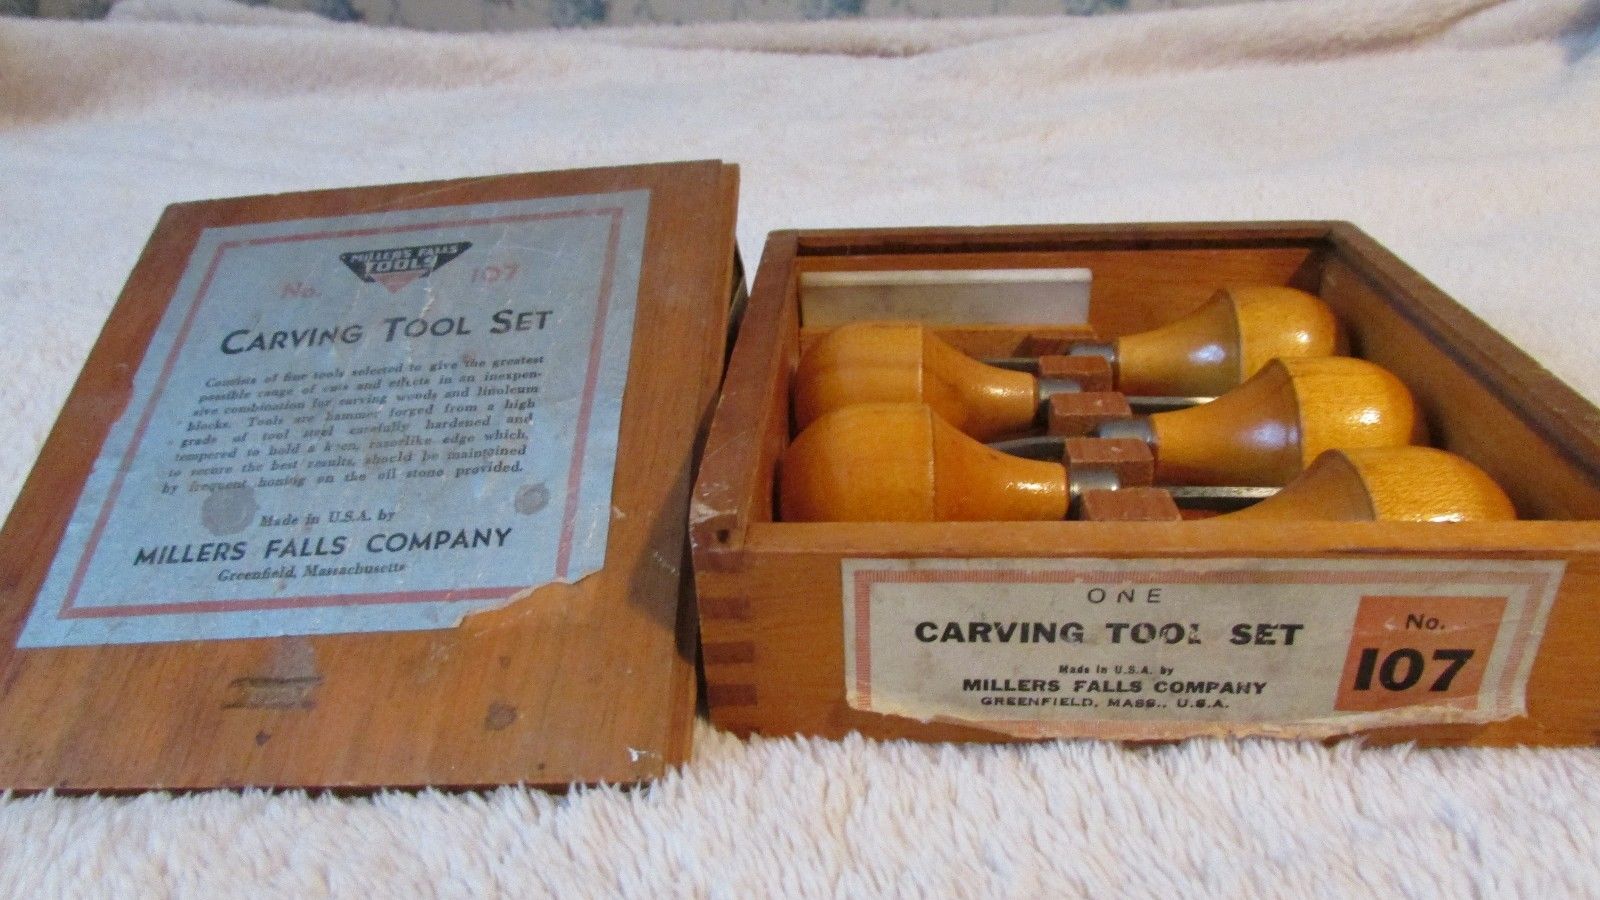 MILLERS FALLS
TOOLS
No. 107
CARVING TOOL SET
Consists of fine tools selected to give the greatest
possible range of cuts and effects in an inexpen-
sive combination for carving woods and linoleum
blocks. Tools are hammer forged from a high
grade of tool steel carefully hardened and
tempered to hold a keen, razorlike edge which,
to secure the best results, should be maintained
by frequent honing on the oil stone provided.
Made in U.S.A. by
MILLERS FALLS COMPANY
Greenfield, Massachusetts
ONE
CARVING TOOL SET
Made in U.S.A. by
MILLERS FALLS COMPANY
GREENFIELD, MASS., U.S.A.
No.
107